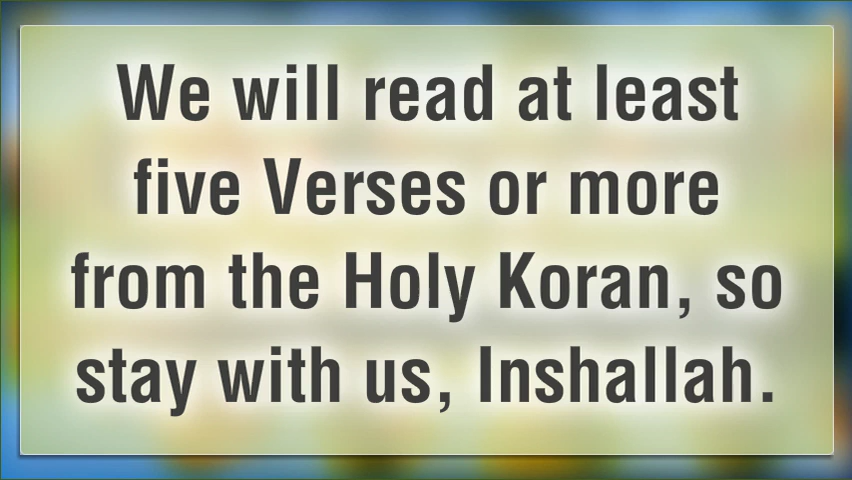 We will read at least
five Verses or more
from the Holy Koran, so
stay with us, Inshallah.